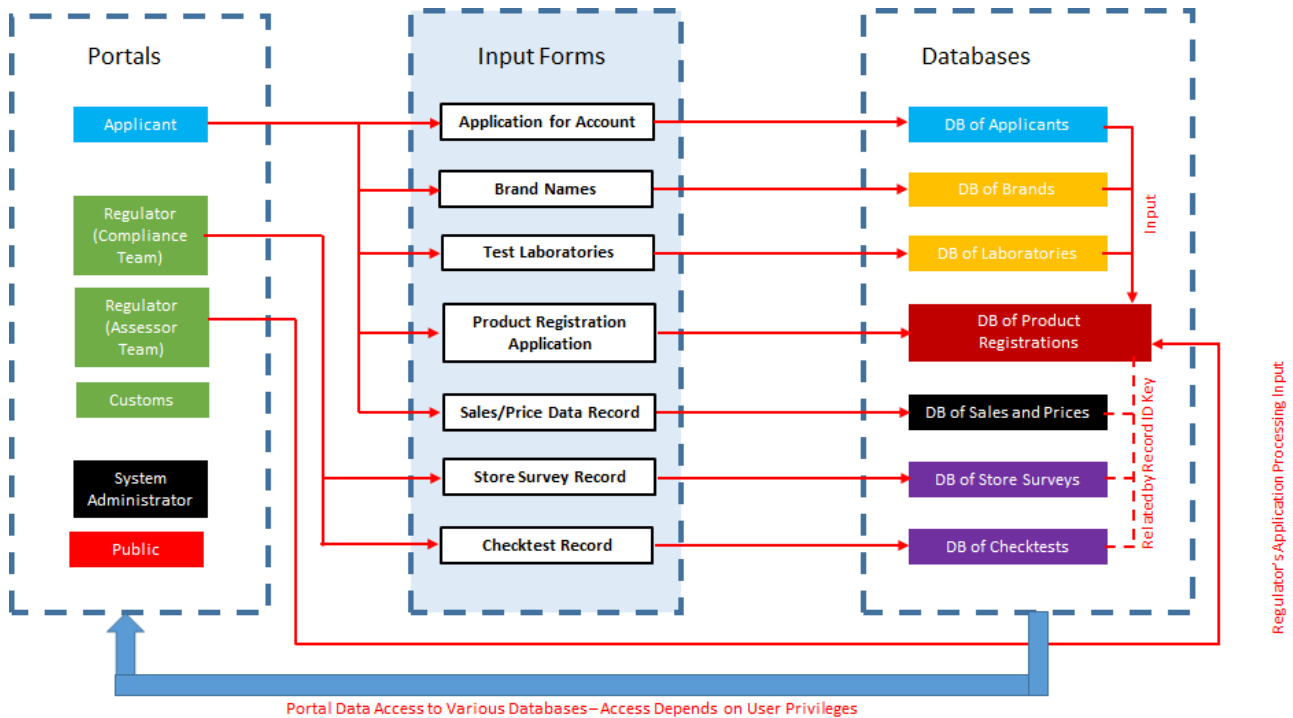 Portals
Applicant
Regulator
(Compliance
Team)
Regulator
(Assessor
Team)
Customs
System
Administrator
Public
Input Forms
Application for Account
Brand Names
Test Laboratories
Product Registration
Application
Sales/Price Data Record
Store Survey Record
Checktest Record
Databases
DB of Applicants
DB of Brands
DB of Laboratories
DB of Product
Registrations
DB of Sales and Prices
DB of Store Surveys
DB of Checktests
Input
Related by Record ID Key
Regulator's Application Processing Input
Portal Data Access to Various Databases – Access Depends on User Privileges